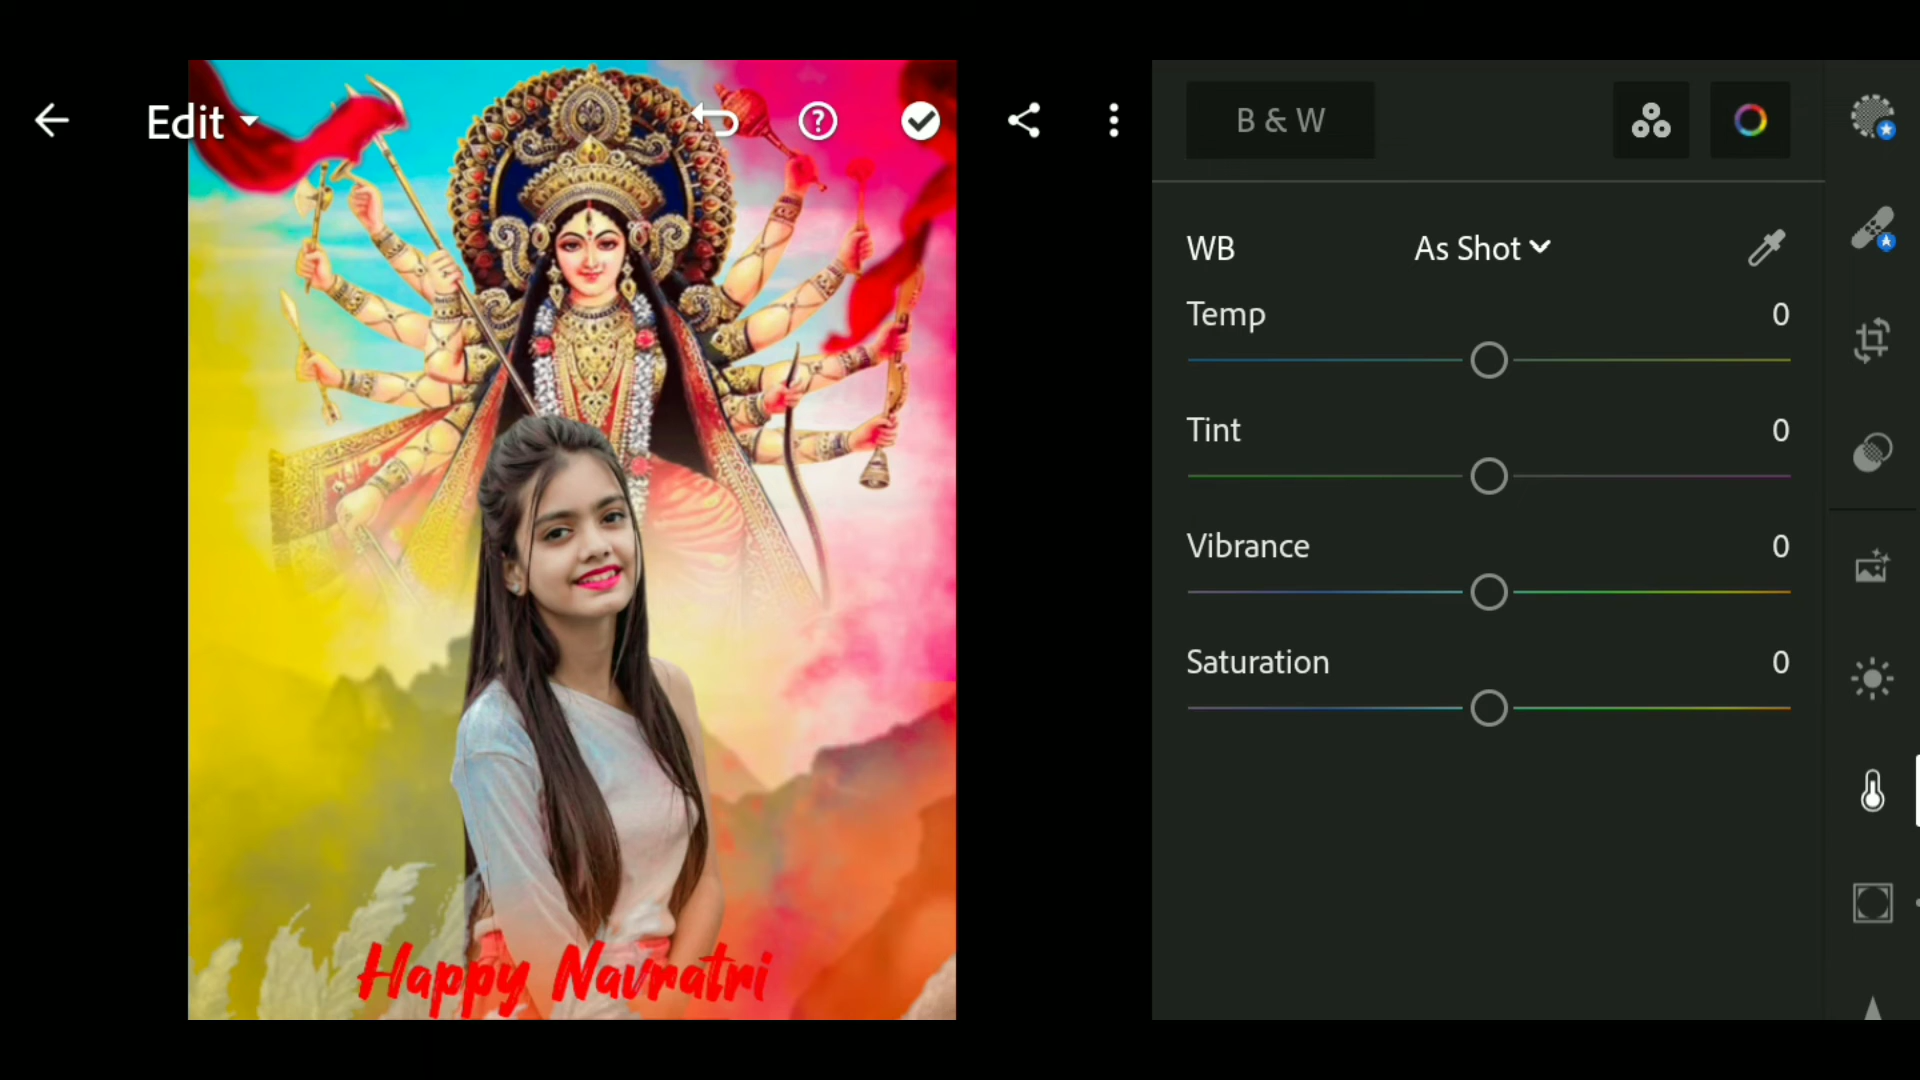 Edit
B & W
WB
As Shot
Temp
0
Tint
0
Vibrance
0
Saturation
0
Happy Navratri